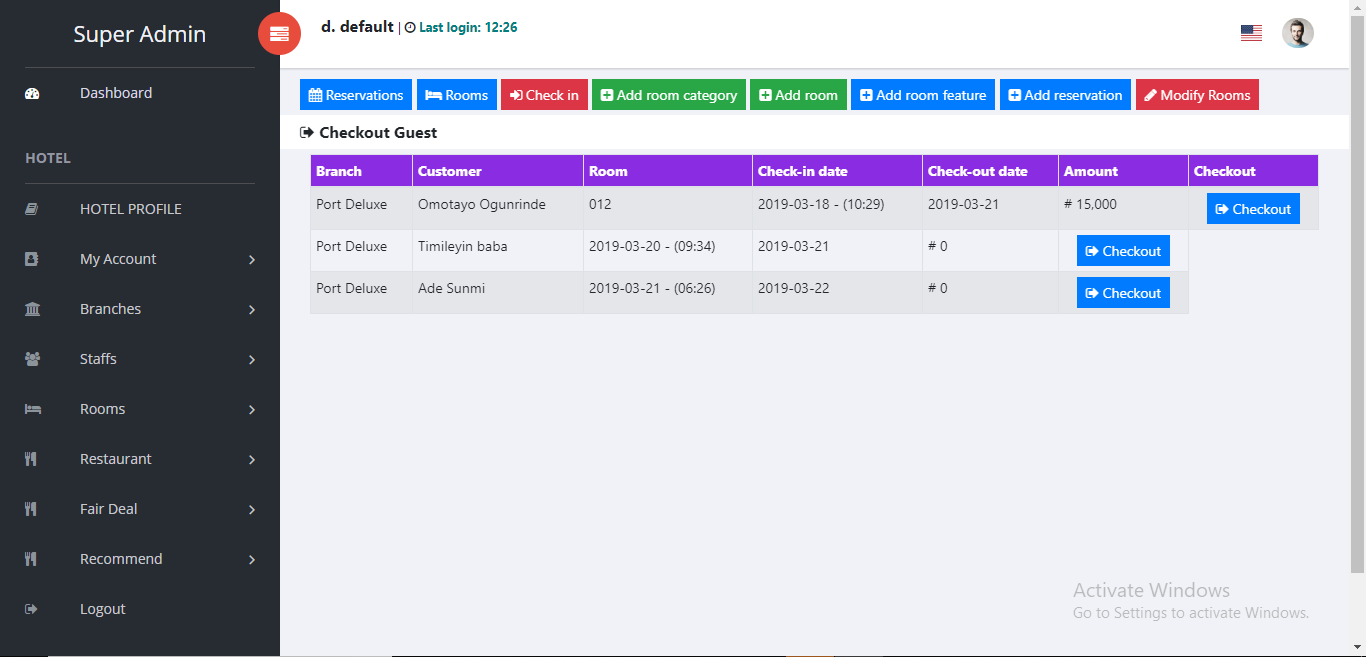 Super Admin
d. default | Last login: 12:26
Dashboard
HOTEL
HOTEL PROFILE
My Account
Branches
Staffs
Rooms
Restaurant
Fair Deal
Recommend
Logout
Reservations Rooms Check in Add room category Add room Add room feature Add reservation Modify Rooms
Checkout Guest
Branch Customer Room Check-in date Check-out date Amount Checkout
Port Deluxe Omotayo Ogunrinde 012 2019-03-18 - (10:29) 2019-03-21 # 15,000 Checkout
Port Deluxe Timileyin baba 2019-03-20 - (09:34) 2019-03-21 # 0 Checkout
Port Deluxe Ade Sunmi 2019-03-21 - (06:26) 2019-03-22 # 0 Checkout
Activate Windows
Go to Settings to activate Windows.